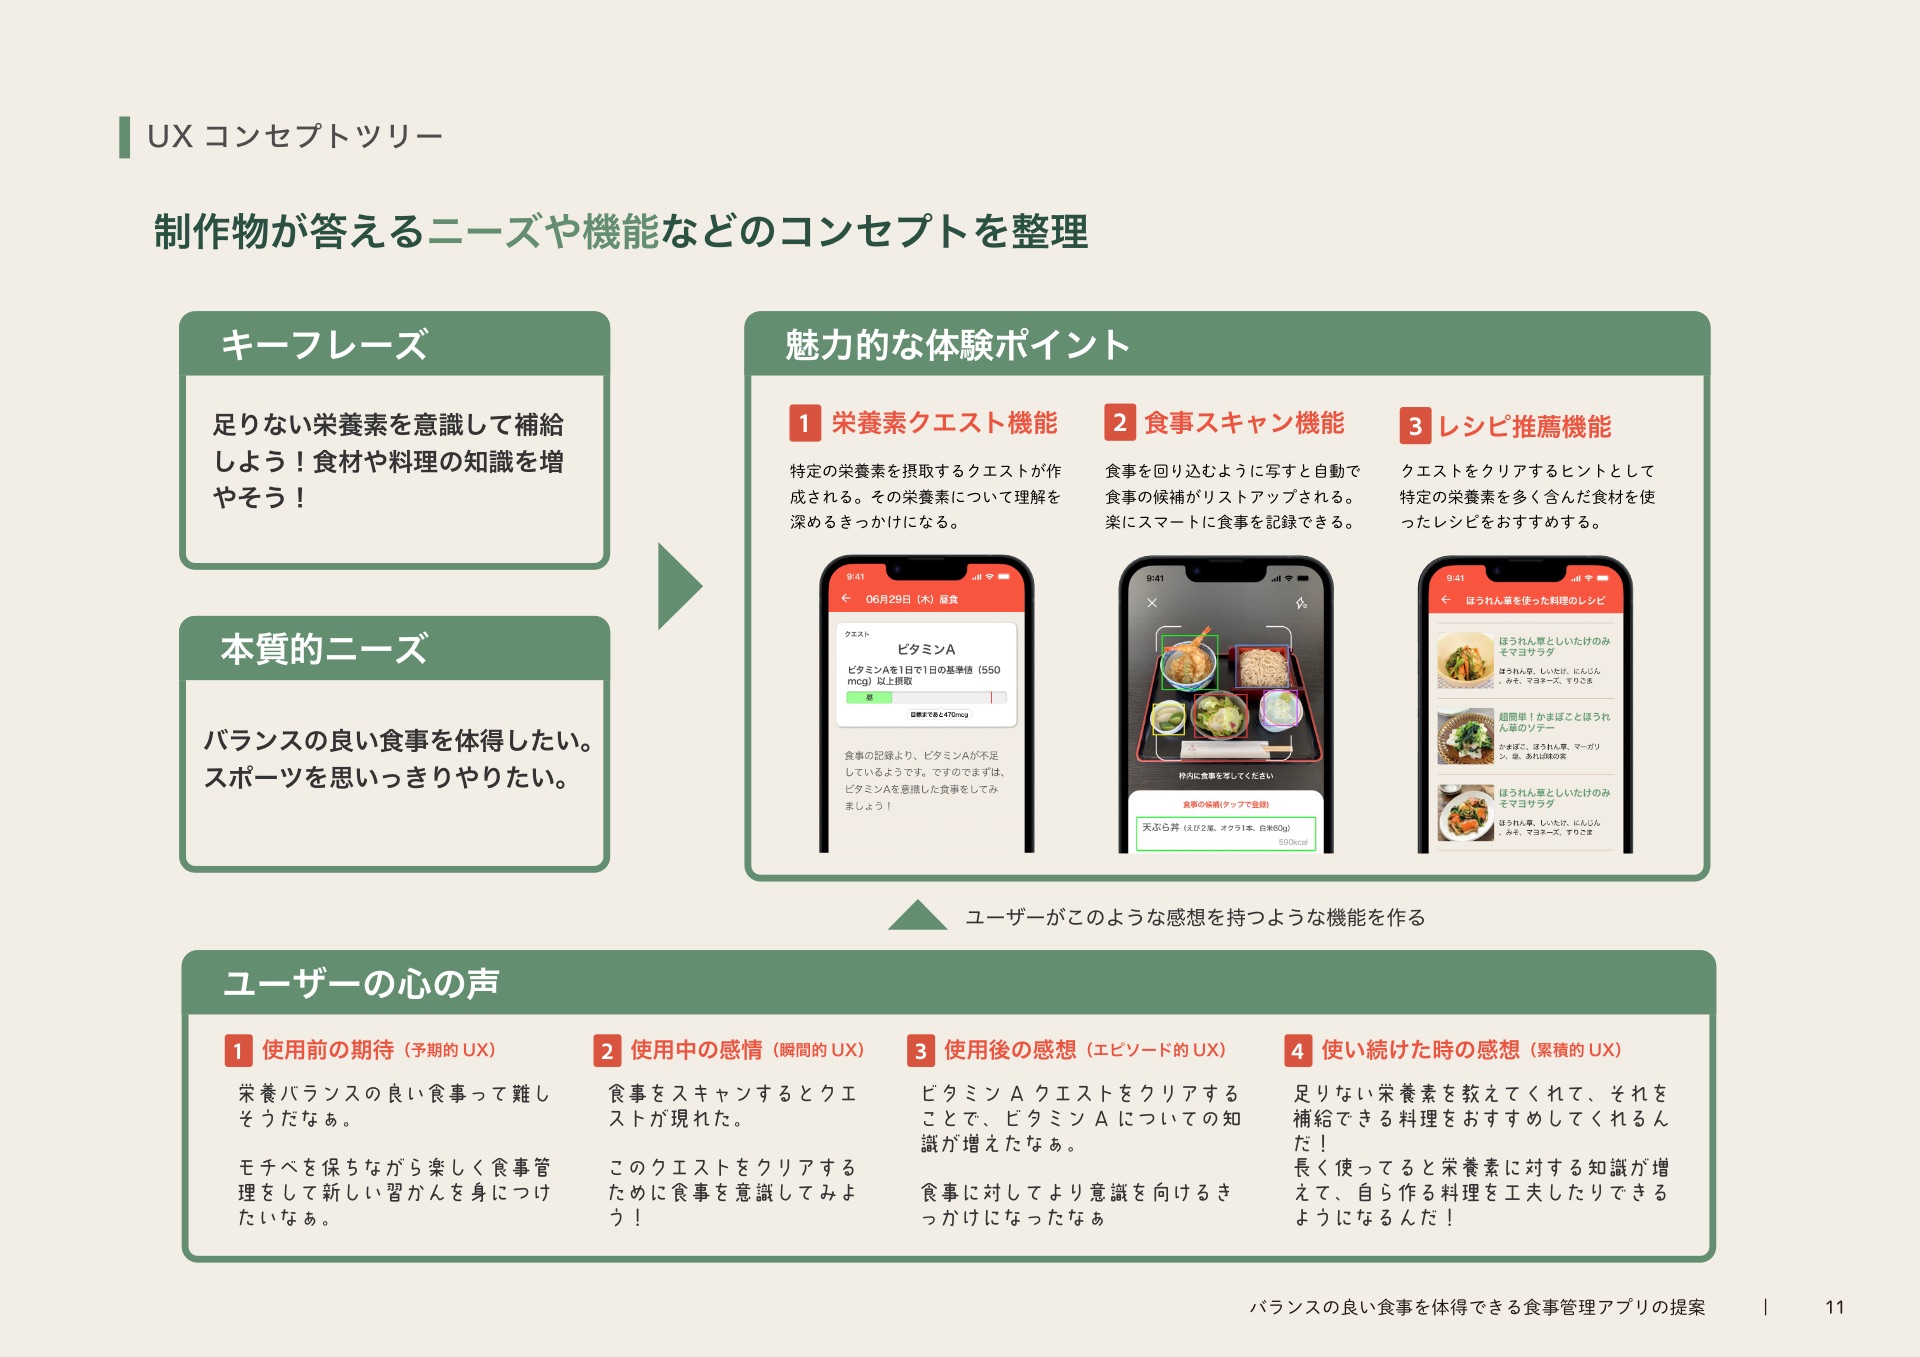 UX コンセプトツリー
制作物が答えるニーズや機能などのコンセプトを整理
キーフレーズ
足りない栄養素を意識して補給
しよう！食材や料理の知識を増
やそう！
本質的ニーズ
バランスの良い食事を体得したい。
スポーツを思いっきりやりたい。
魅力的な体験ポイント
1 栄養素クエスト機能
特定の栄養素を摂取するクエストが作
成される。その栄養素について理解を
深めるきっかけになる。
9:41
← 06月29日（木）昼食
クエスト
ビタミンA
ビタミンAを1日で1日の基準値（550
mcg）以上摂取
昼
目標まであと470mcg
食事の記録より、ビタミンAが不足
しているようです。ですのでまずは、
ビタミンAを意識した食事をしてみ
ましょう！
2 食事スキャン機能
食事を回り込むように写すと自動で
食事の候補がリストアップされる。
楽にスマートに食事を記録できる。
9:41
枠内に食事を写してください
食事の候補(タップで登録)
天ぷら丼（えび２尾、オクラ1本、白米60g）
590kcal
3 レシピ推薦機能
クエストをクリアするヒントとして
特定の栄養素を多く含んだ食材を使
ったレシピをおすすめする。
9:41
← ほうれん草を使った料理のレシピ
ほうれん草としいたけのみ
そマヨサラダ
ほうれん草、しいたけ、にんじん
、みそ、マヨネーズ、すりごま
超簡単！かまぼことほうれ
ん草のソテー
かまぼこ、ほうれん草、マーガリ
ン、塩、あれば味の素
ほうれん草としいたけのみ
そマヨサラダ
ほうれん草、しいたけ、にんじん
、みそ、マヨネーズ、すりごま
ユーザーがこのような感想を持つような機能を作る
ユーザーの心の声
1 使用前の期待（予期的 UX）
栄養バランスの良い食事って難し
そうだなぁ。
モチベを保ちながら楽しく食事管
理をして新しい習かんを身につけ
たいなぁ。
2 使用中の感情（瞬間的 UX）
食事をスキャンするとクエ
ストが現れた。
このクエストをクリアする
ために食事を意識してみよ
う！
3 使用後の感想（エピソード的 UX）
ビタミン A クエストをクリアする
ことで、ビタミン A についての知
識が増えたなぁ。
食事に対してより意識を向けるき
っかけになったなぁ
4 使い続けた時の感想（累積的 UX）
足りない栄養素を教えてくれて、それを
補給できる料理をおすすめしてくれるん
だ！
長く使ってると栄養素に対する知識が増
えて、自ら作る料理を工夫したりできる
ようになるんだ！
バランスの良い食事を体得できる食事管理アプリの提案 | 11